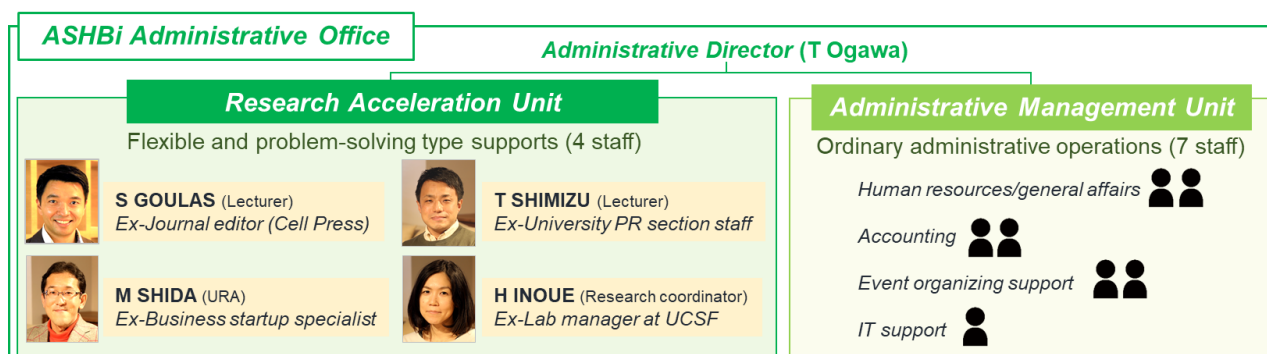 ASHBi Administrative Office
Administrative Director (T Ogawa)
Research Acceleration Unit
Flexible and problem-solving type supports (4 staff)
S GOULAS (Lecturer)
Ex-Journal editor (Cell Press)
T SHIMIZU (Lecturer)
Ex-University PR section staff
M SHIDA (URA)
Ex-Business startup specialist
H INOUE (Research coordinator)
Ex-Lab manager at UCSF
Administrative Management Unit
Ordinary administrative operations (7 staff)
Human resources/general affairs
Accounting
Event organizing support
IT support